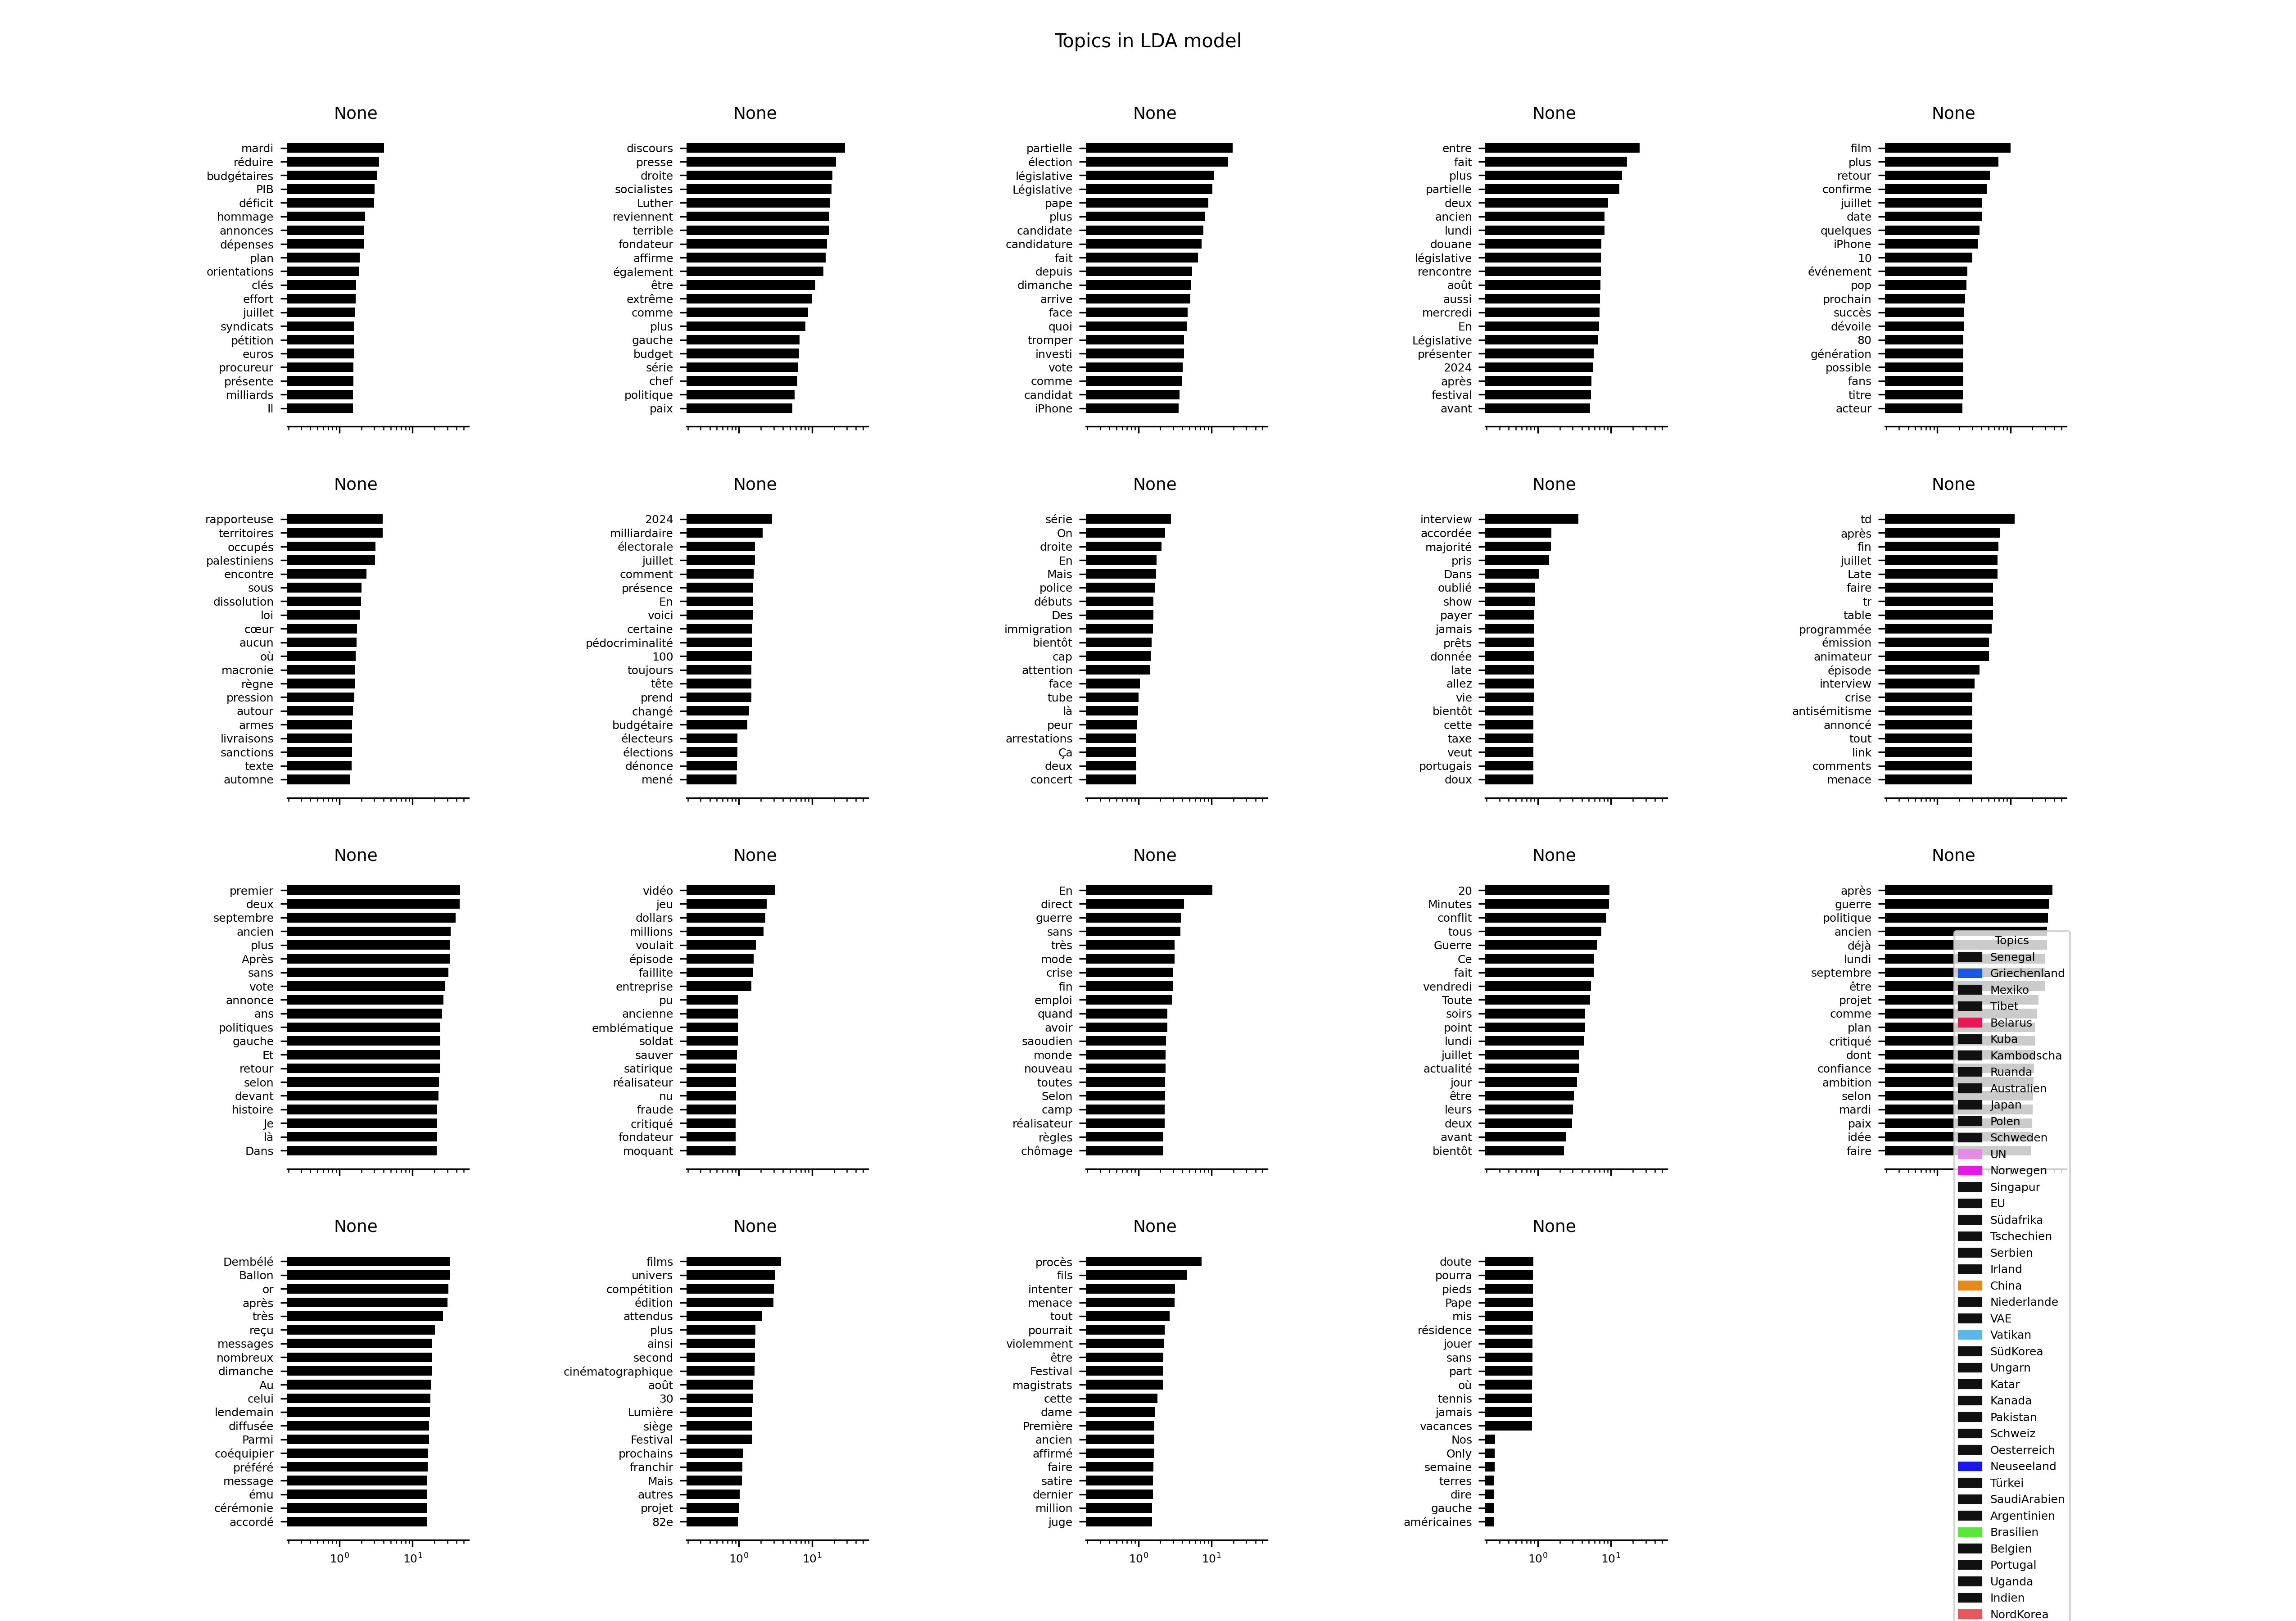 Topics in LDA model
None
mardi
réduire
budgétaires
PIB
déficit
hommage
annonces
dépenses
plan
orientations
clés
effort
juillet
syndicats
pétition
euros
procureur
présente
milliards
Il
None
discours
presse
droite
socialistes
Luther
reviennent
terrible
fondateur
affirme
également
être
extrême
comme
plus
gauche
budget
série
chef
politique
paix
None
partielle
élection
législative
Législative
pape
plus
candidate
candidature
fait
depuis
dimanche
arrive
face
quoi
tromper
investi
vote
comme
candidat
iPhone
None
entre
fait
plus
partielle
deux
ancien
lundi
douane
législative
rencontre
août
aussi
mercredi
En
Législative
présenter
2024
après
festival
avant
None
film
plus
retour
confirme
juillet
date
quelques
iPhone
10
événement
pop
prochain
succès
dévoile
80
génération
possible
fans
titre
acteur
None
rapporteuse
territoires
occupés
palestiniens
encontre
sous
dissolution
loi
cœur
aucun
où
macronie
règne
pression
autour
armes
livraisons
sanctions
texte
automne
None
2024
milliardaire
électorale
juillet
comment
présence
En
voici
certaine
pédocriminalité
100
toujours
tête
prend
changé
budgétaire
électeurs
élections
dénonce
mené
None
série
On
droite
En
Mais
police
débuts
Des
immigration
bientôt
cap
attention
face
tube
là
peur
arrestations
Ça
deux
concert
None
interview
accordée
majorité
pris
Dans
oublié
show
payer
jamais
prêts
donnée
late
allez
vie
bientôt
cette
taxe
veut
portugais
doux
None
td
après
fin
juillet
Late
faire
tr
table
programmée
émission
animateur
épisode
interview
crise
antisémitisme
annoncé
tout
link
comments
menace
None
premier
deux
septembre
ancien
plus
Après
sans
vote
annonce
ans
politiques
gauche
Et
retour
selon
devant
histoire
Je
là
Dans
None
vidéo
jeu
dollars
millions
voulait
épisode
faillite
entreprise
pu
ancienne
emblématique
soldat
sauver
satirique
réalisateur
nu
fraude
critiqué
fondateur
moquant
None
En
direct
guerre
sans
très
mode
crise
fin
emploi
quand
avoir
saoudien
monde
nouveau
toutes
Selon
camp
réalisateur
règles
chômage
None
20
Minutes
conflit
tous
Guerre
Ce
fait
vendredi
Toute
soirs
point
lundi
juillet
actualité
jour
être
leurs
deux
avant
bientôt
None
après
guerre
politique
ancien
déjà
lundi
septembre
être
projet
comme
plan
critiqué
dont
confiance
ambition
selon
mardi
paix
idée
faire
None
Dembélé
Ballon
or
après
très
reçu
messages
nombreux
dimanche
Au
celui
lendemain
diffusée
Parmi
coéquipier
préféré
message
ému
cérémonie
accordé
10⁰ 10¹
None
films
univers
compétition
édition
attendus
plus
ainsi
second
cinématographique
août
30
Lumière
siège
Festival
prochains
franchir
Mais
autres
projet
82e
10⁰ 10¹
None
procès
fils
intenter
menace
tout
pourrait
violemment
être
Festival
magistrats
cette
dame
Première
ancien
affirmé
faire
satire
dernier
million
juge
10⁰ 10¹
None
doute
pourra
pieds
Pape
mis
résidence
jouer
sans
part
où
tennis
jamais
vacances
Nos
Only
semaine
terres
dire
gauche
américaines
10⁰ 10¹
Topics
Senegal
Griechenland
Mexiko
Tibet
Belarus
Kuba
Kambodscha
Ruanda
Australien
Japan
Polen
Schweden
UN
Norwegen
Singapur
EU
Südafrika
Tschechien
Serbien
Irland
China
Niederlande
VAE
Vatikan
SüdKorea
Ungarn
Katar
Kanada
Pakistan
Schweiz
Oesterreich
Neuseeland
Türkei
SaudiArabien
Argentinien
Brasilien
Belgien
Portugal
Uganda
Indien
NordKorea